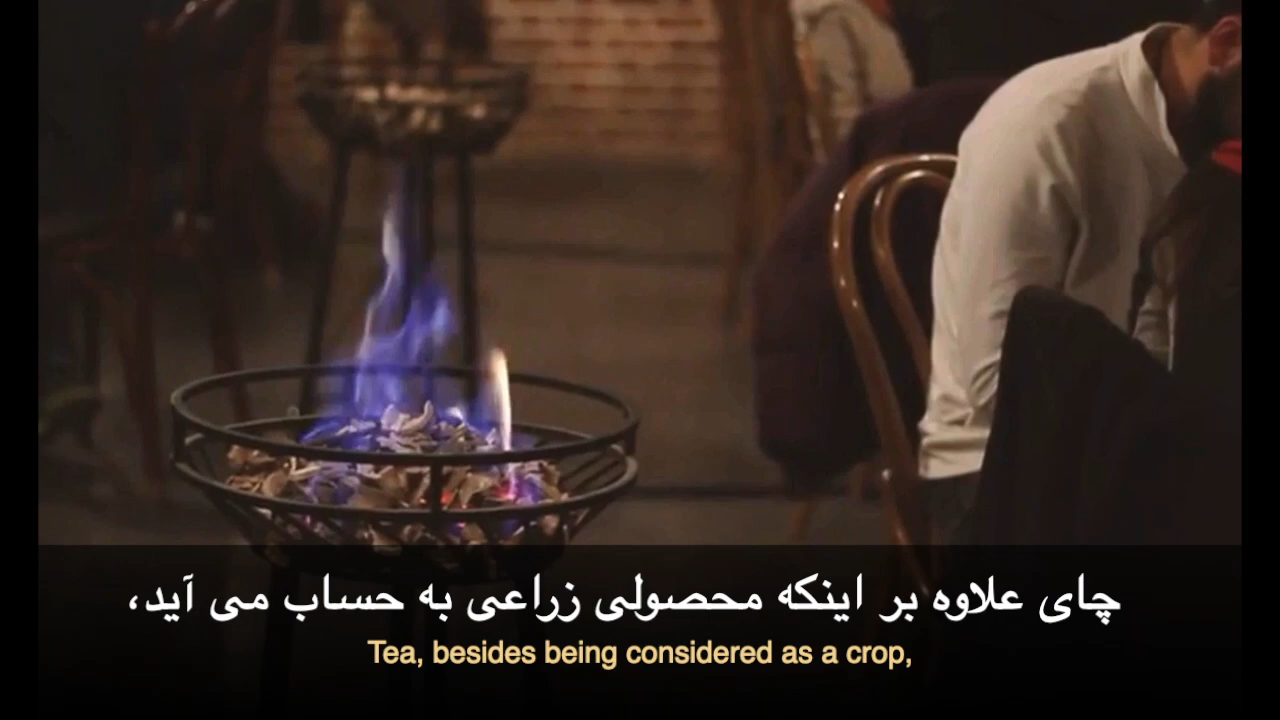 چای علاوه بر اینکه محصولی زراعی به حساب می آید،
Tea, besides being considered as a crop,